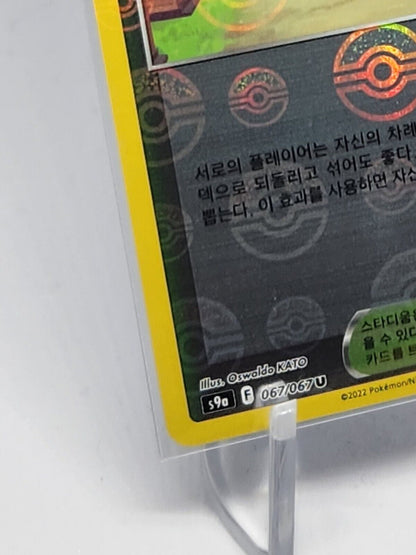 서로의 플레이어는 자신의 차례
덱으로 되돌리고 섞어도 좋다.
뽑는다. 이 효과를 사용하면 자신
스타디움은
을 수 있다
카드를 트
Illus. Oswaldo KATO
s9a F 067/067 U
©2022 Pokémon/N